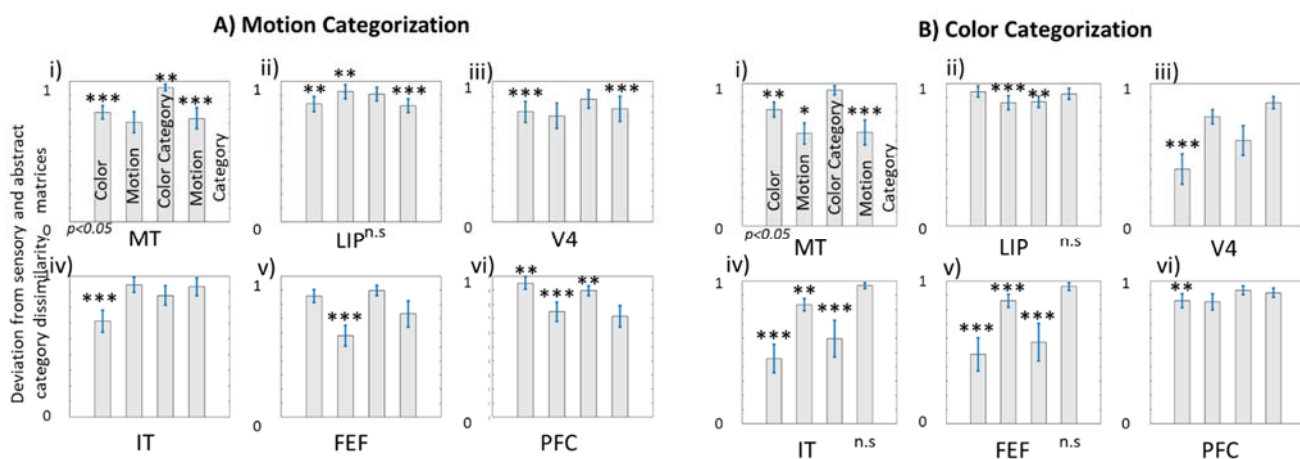 A) Motion Categorization
B) Color Categorization
Deviation from sensory and abstract
category dissimilarity matrices
i)
1
***
**
***
Color
Motion
Color Category
Motion
Category
0
p<0.05
MT
ii)
1
**
**
***
0
LIP n.s
iii)
1
***
***
0
V4
iv)
1
***
0
IT
v)
1
***
0
FEF
vi)
1
**
***
**
0
PFC
i)
1
**
*
***
Color
Motion
Color Category
Motion
Category
0
p<0.05
MT
ii)
1
***
**
0
LIP n.s
iii)
1
***
0
V4
iv)
1
***
**
***
0
IT n.s
v)
1
***
***
***
0
FEF n.s
vi)
1
**
0
PFC